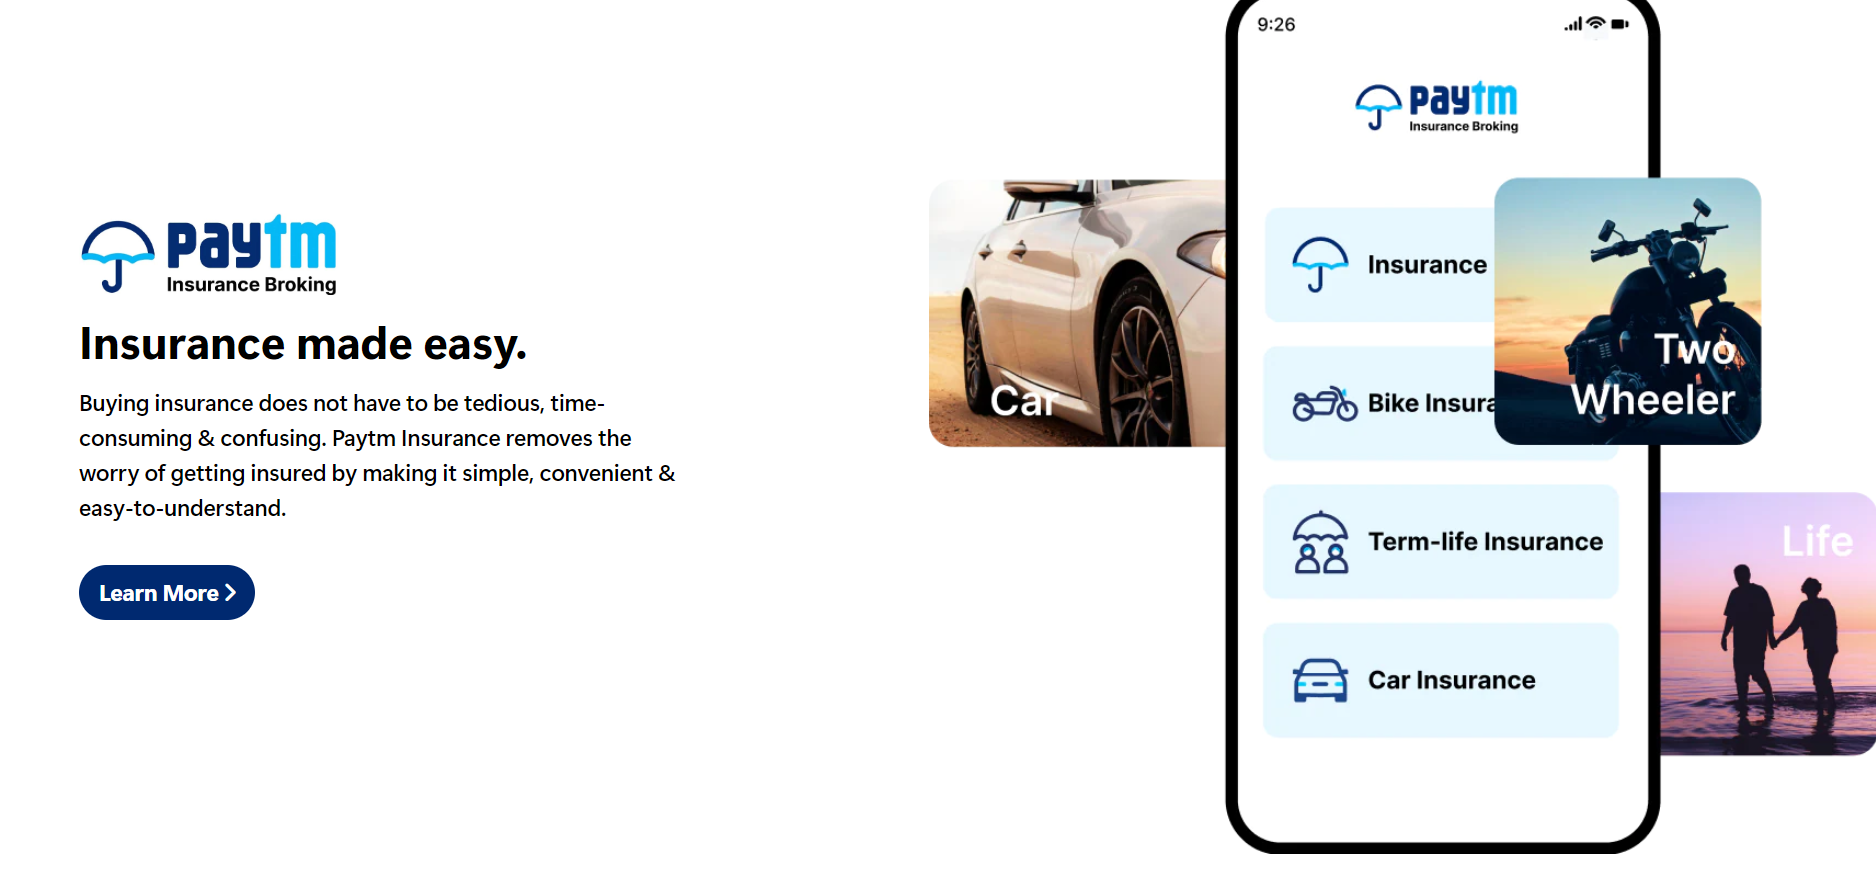 paytm
Insurance Broking
Insurance made easy.
Buying insurance does not have to be tedious, time-
consuming & confusing. Paytm Insurance removes the
worry of getting insured by making it simple, convenient &
easy-to-understand.
Learn More
9:26
paytm
Insurance Broking
Car
Insurance
Two
Wheeler
Bike
Life
Term-life Insurance
Car Insurance